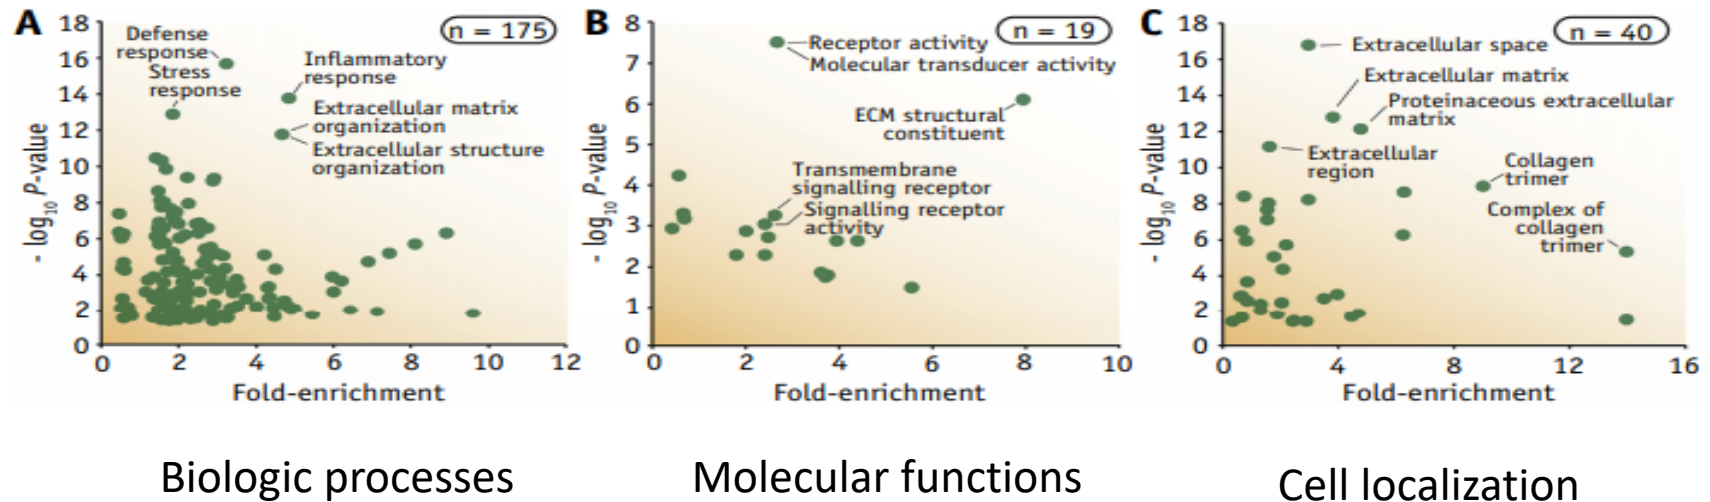 A
n = 175
18
16
14
12
10
8
6
4
2
0
- log10 P-value
Defense
response
Stress
response
Inflammatory
response
Extracellular matrix
organization
Extracellular structure
organization
0 2 4 6 8 10 12
Fold-enrichment
B
n = 19
8
7
6
5
4
3
2
1
0
- log10 P-value
Receptor activity
Molecular transducer activity
ECM structural
constituent
Transmembrane
signalling receptor
Signalling receptor
activity
0 2 4 6 8 10
Fold-enrichment
C
n = 40
18
16
14
12
10
8
6
4
2
0
- log10 P-value
Extracellular space
Extracellular matrix
Proteinaceous extracellular
matrix
Extracellular
region
Collagen
trimer
Complex of
collagen
trimer
0 4 8 12 16
Fold-enrichment
Biologic processes
Molecular functions
Cell localization